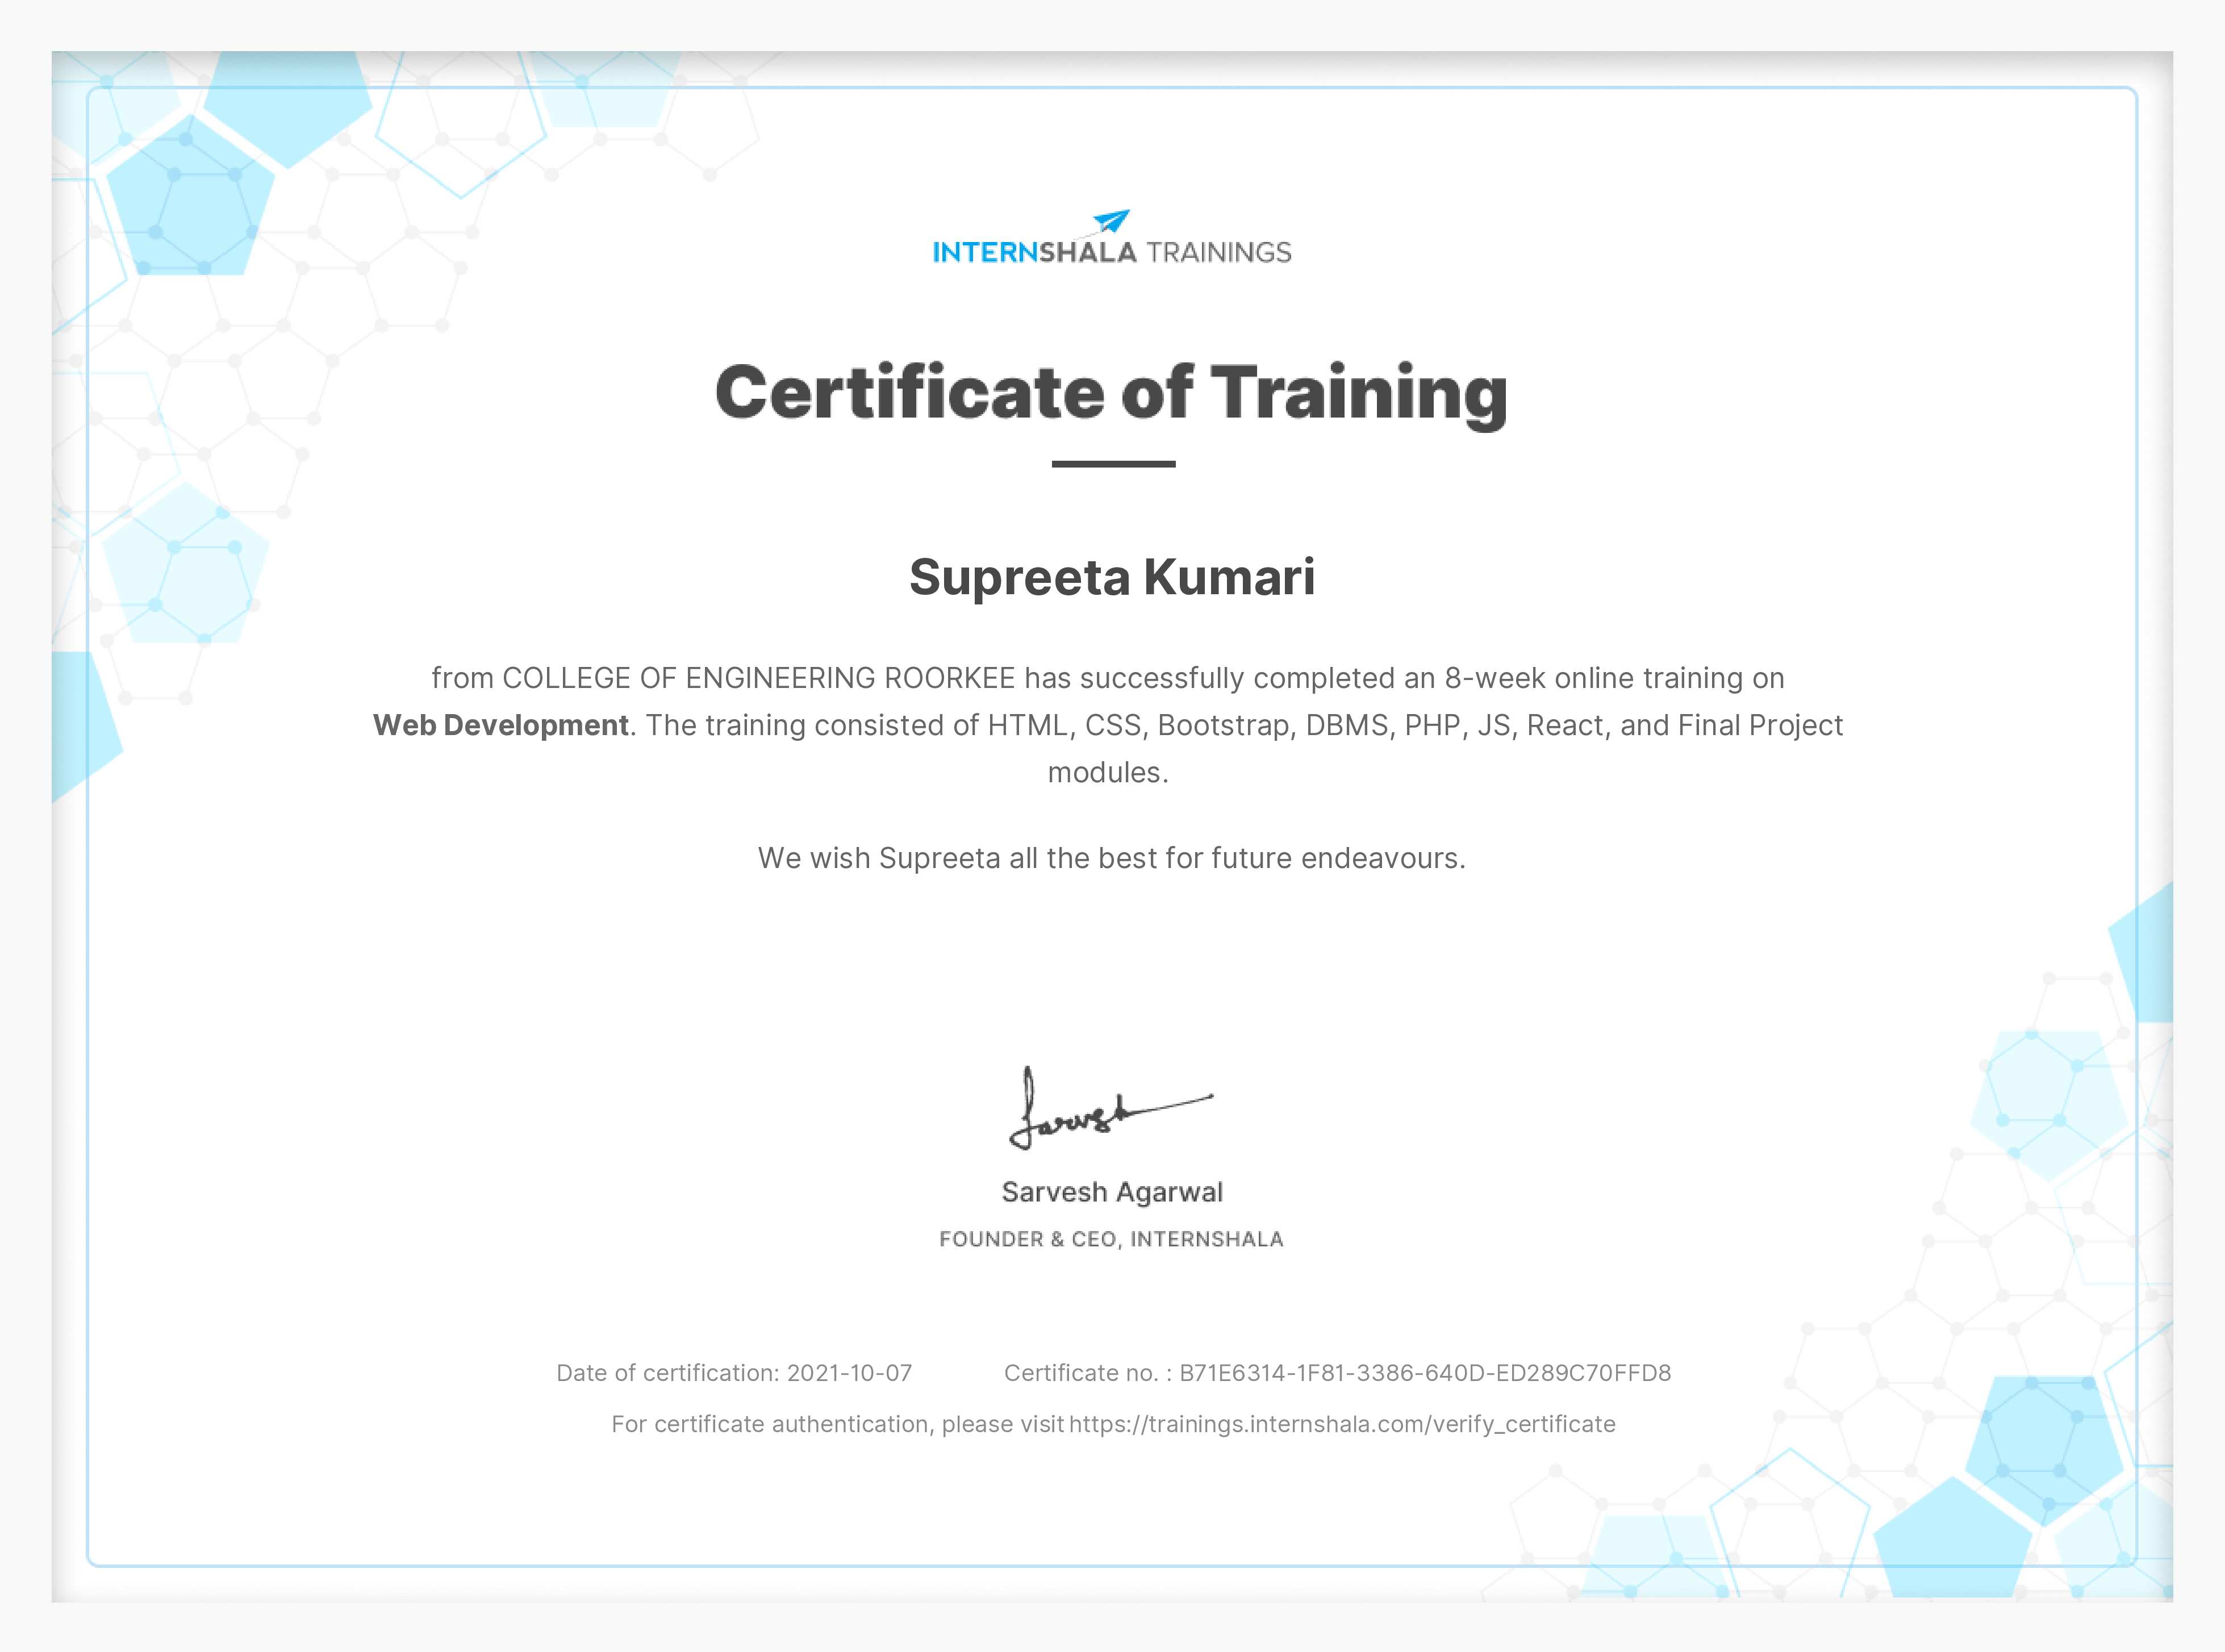 INTERNSHALA TRAININGS
Certificate of Training
Supreeta Kumari
from COLLEGE OF ENGINEERING ROORKEE has successfully completed an 8-week online training on
Web Development. The training consisted of HTML, CSS, Bootstrap, DBMS, PHP, JS, React, and Final Project
modules.
We wish Supreeta all the best for future endeavours.
Sarvesh
Sarvesh Agarwal
FOUNDER & CEO, INTERNSHALA
Date of certification: 2021-10-07 Certificate no. : B71E6314-1F81-3386-640D-ED289C70FFD8
For certificate authentication, please visit https://trainings.internshala.com/verify_certificate